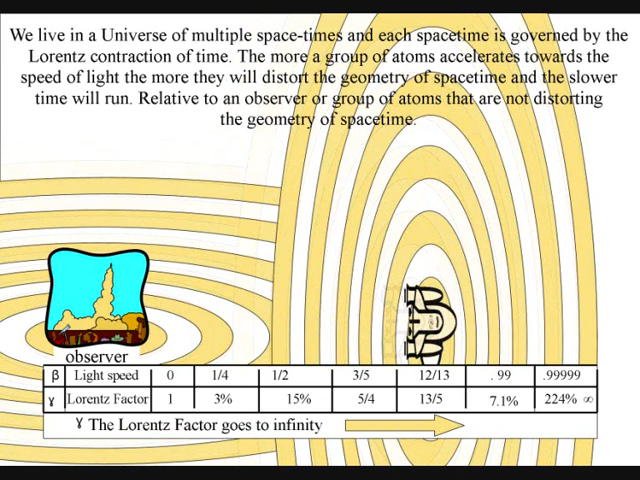 We live in a Universe of multiple space-times and each spacetime is governed by the
Lorentz contraction of time. The more a group of atoms accelerates towards the
speed of light the more they will distort the geometry of spacetime and the slower
time will run. Relative to an observer or group of atoms that are not distorting
the geometry of spacetime.
observer
β Light speed 0 1/4 1/2 3/5 12/13 . 99 .99999
γ Lorentz Factor 1 3% 15% 5/4 13/5 7.1% 224% ∞
γ The Lorentz Factor goes to infinity